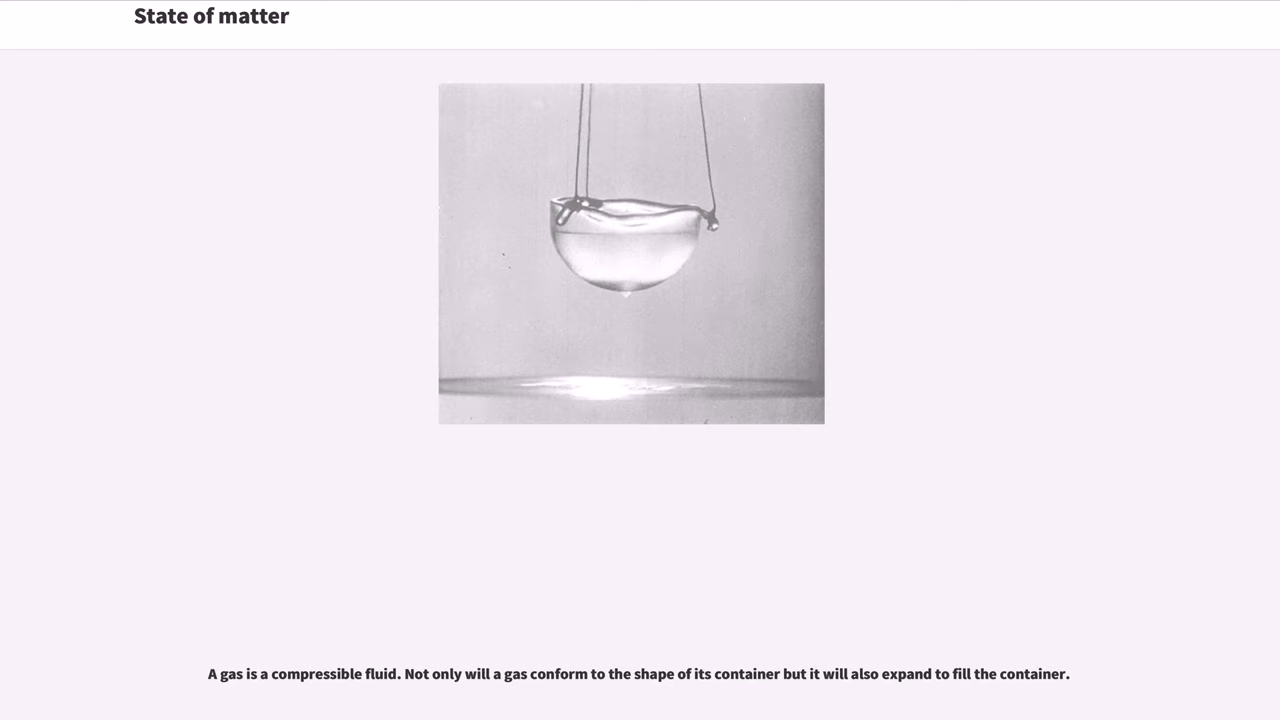 State of matter
A gas is a compressible fluid. Not only will a gas conform to the shape of its container but it will also expand to fill the container.